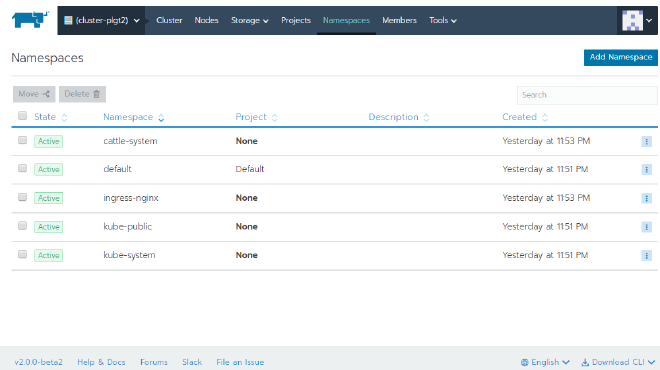 (cluster-plgt2) Cluster Nodes Storage Projects Namespaces Members Tools
Namespaces Add Namespace
Move Delete Search
State Namespace Project Description Created
Active cattle-system None Yesterday at 11:53 PM
Active default Default Yesterday at 11:51 PM
Active ingress-nginx None Yesterday at 11:53 PM
Active kube-public None Yesterday at 11:51 PM
Active kube-system None Yesterday at 11:51 PM
v2.0.0-beta2 Help & Docs Forums Slack File an Issue English Download CLI